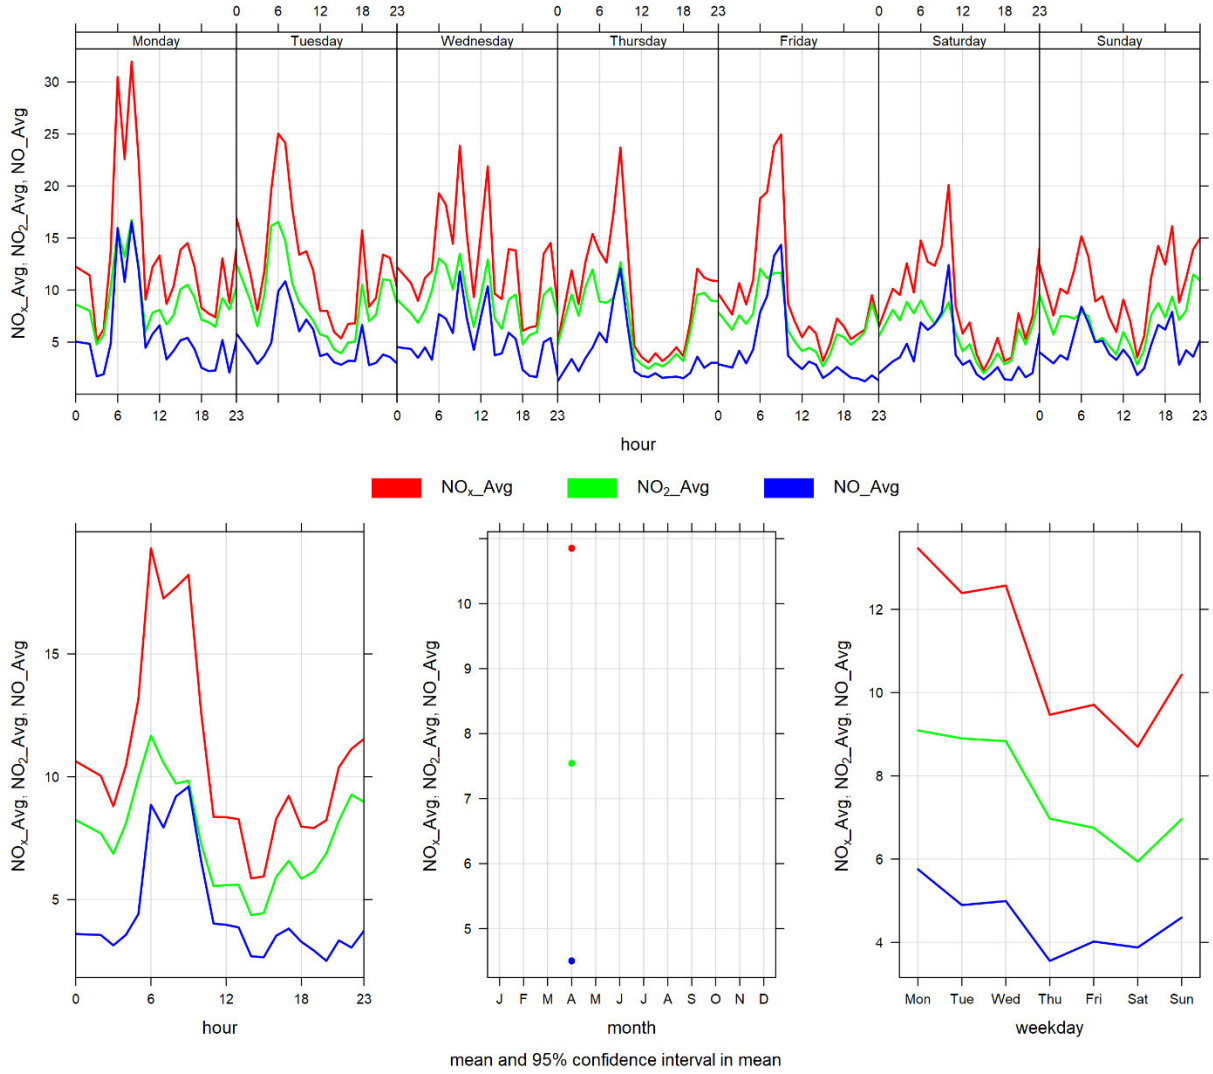 0 6 12 18 23 0 6 12 18 23 0 6 12 18 23
Monday Tuesday Wednesday Thursday Friday Saturday Sunday
NOₓ_Avg, NO₂_Avg, NO_Avg
30
25
20
15
10
5
0 6 12 18 23 0 6 12 18 23 0 6 12 18 23 0 6 12 18 23
hour
NOₓ_Avg NO₂_Avg NO_Avg
NOₓ_Avg, NO₂_Avg, NO_Avg
15
10
5
0 6 12 18 23
hour
NOₓ_Avg, NO₂_Avg, NO_Avg
10
9
8
7
6
5
J F M A M J J A S O N D
month
NOₓ_Avg, NO₂_Avg, NO_Avg
12
10
8
6
4
Mon Tue Wed Thu Fri Sat Sun
weekday
mean and 95% confidence interval in mean